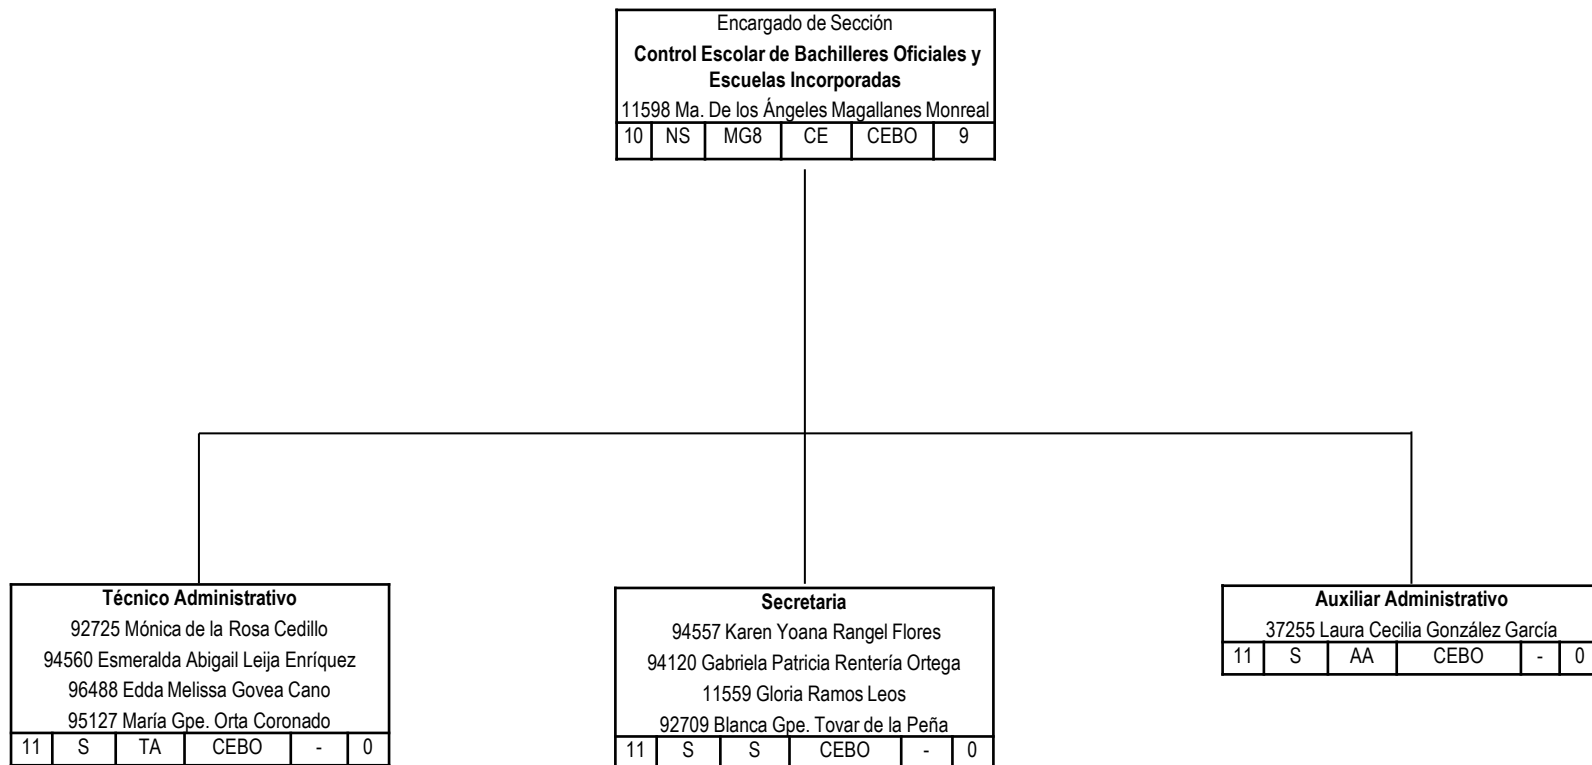 Encargado de Sección
Control Escolar de Bachilleres Oficiales y
Escuelas Incorporadas
11598 Ma. De los Ángeles Magallanes Monreal
10 NS MG8 CE CEBO 9
Técnico Administrativo
92725 Mónica de la Rosa Cedillo
94560 Esmeralda Abigail Leija Enríquez
96488 Edda Melissa Govea Cano
95127 María Gpe. Orta Coronado
11 S TA CEBO - 0
Secretaria
94557 Karen Yoana Rangel Flores
94120 Gabriela Patricia Rentería Ortega
11559 Gloria Ramos Leos
92709 Blanca Gpe. Tovar de la Peña
11 S S CEBO - 0
Auxiliar Administrativo
37255 Laura Cecilia González García
11 S AA CEBO - 0